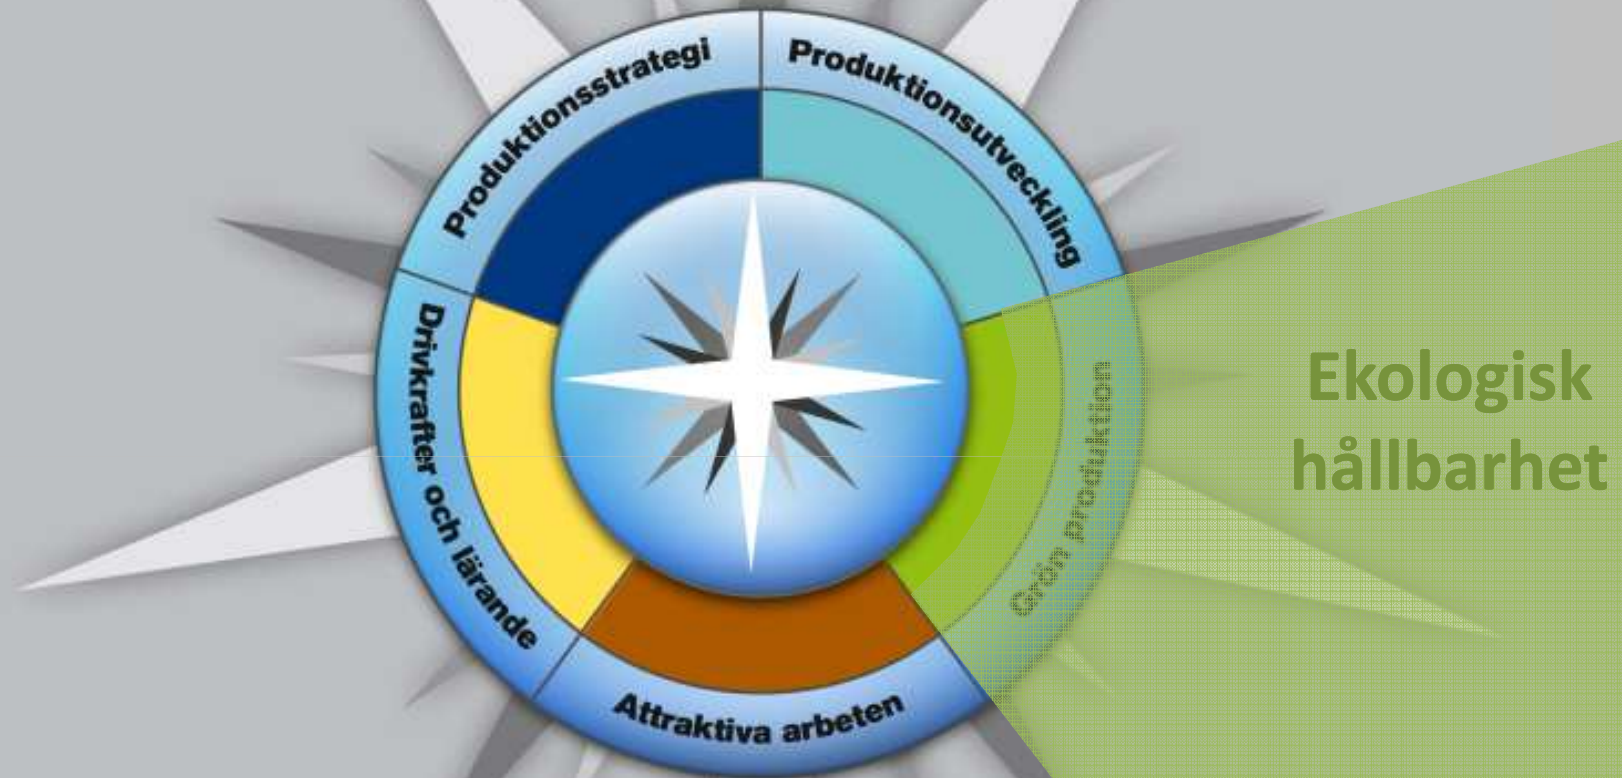 Produktionsstrategi
Produktionsutveckling
Drivkrafter och lärande
Grön produktion
Attraktiva arbeten
Ekologisk
hållbarhet